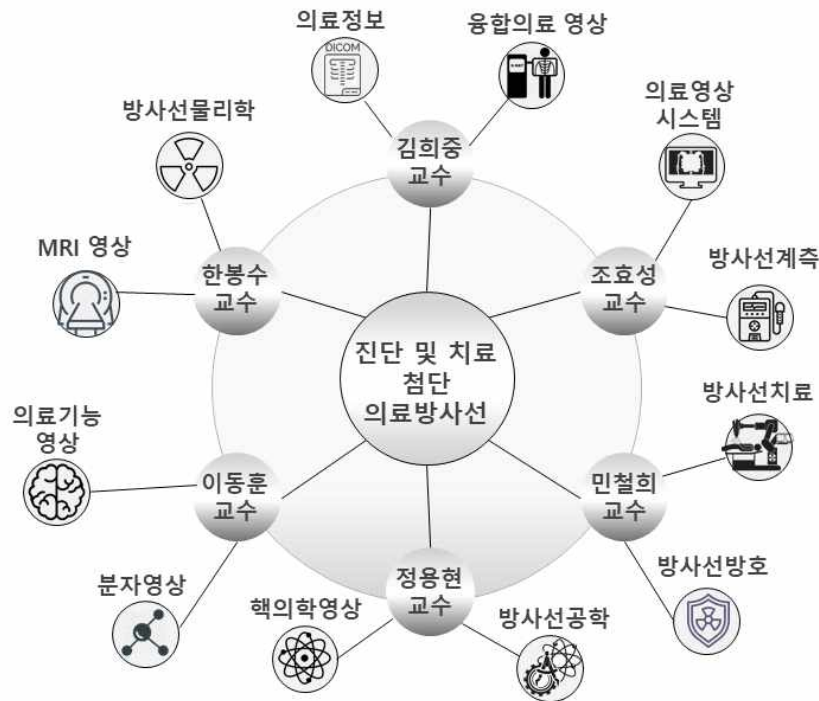 의료정보
DICOM
융합의료 영상
의료영상
시스템
방사선물리학
김희중
교수
MRI 영상
한봉수
교수
조효성
교수
방사선계측
진단 및 치료
첨단
의료방사선
의료기능
영상
방사선치료
이동훈
교수
민철희
교수
분자영상
핵의학영상
정용현
교수
방사선공학
방사선방호